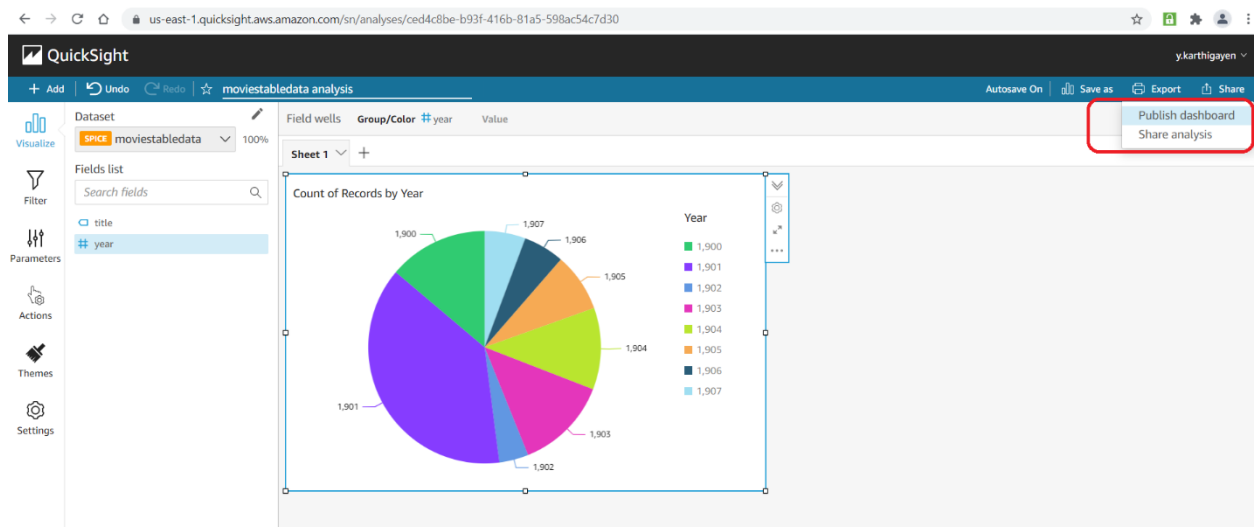 us-east-1.quicksight.aws.amazon.com/sn/analyses/ced4c8be-b93f-416b-81a5-598ac54c7d30
QuickSight
y.karthigayen
+ Add Undo Redo moviestabledata analysis Autosave On Save as Export Share
Publish dashboard
Share analysis
Visualize
Filter
Parameters
Actions
Themes
Settings
Dataset
SPICE moviestabledata 100%
Fields list
Search fields
title
# year
Field wells Group/Color # year Value
Sheet 1 +
Count of Records by Year
1,907
1,900
1,906
1,905
1,904
1,901
1,903
1,902
Year
1,900
1,901
1,902
1,903
1,904
1,905
1,906
1,907